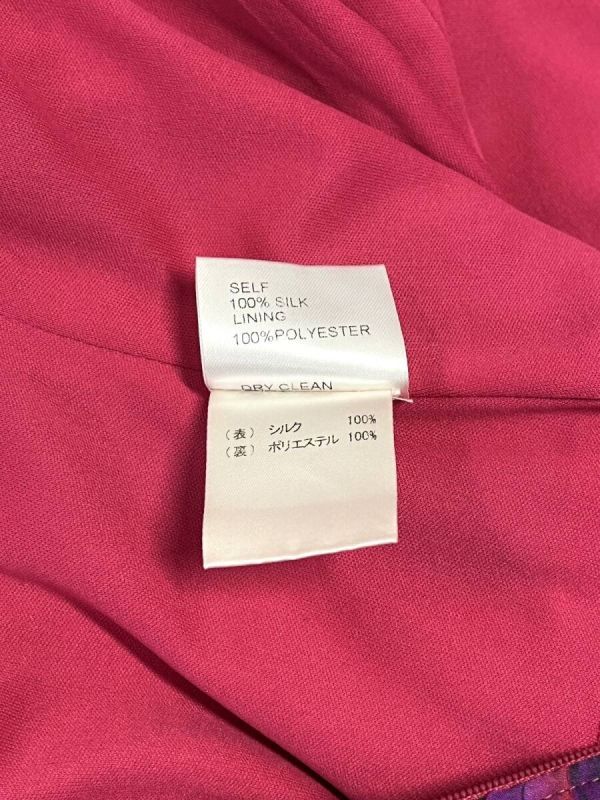 SELF
100% SILK
LINING
100%POLYESTER
DRY CLEAN
(表) シルク 100%
(裏) ポリエステル 100%